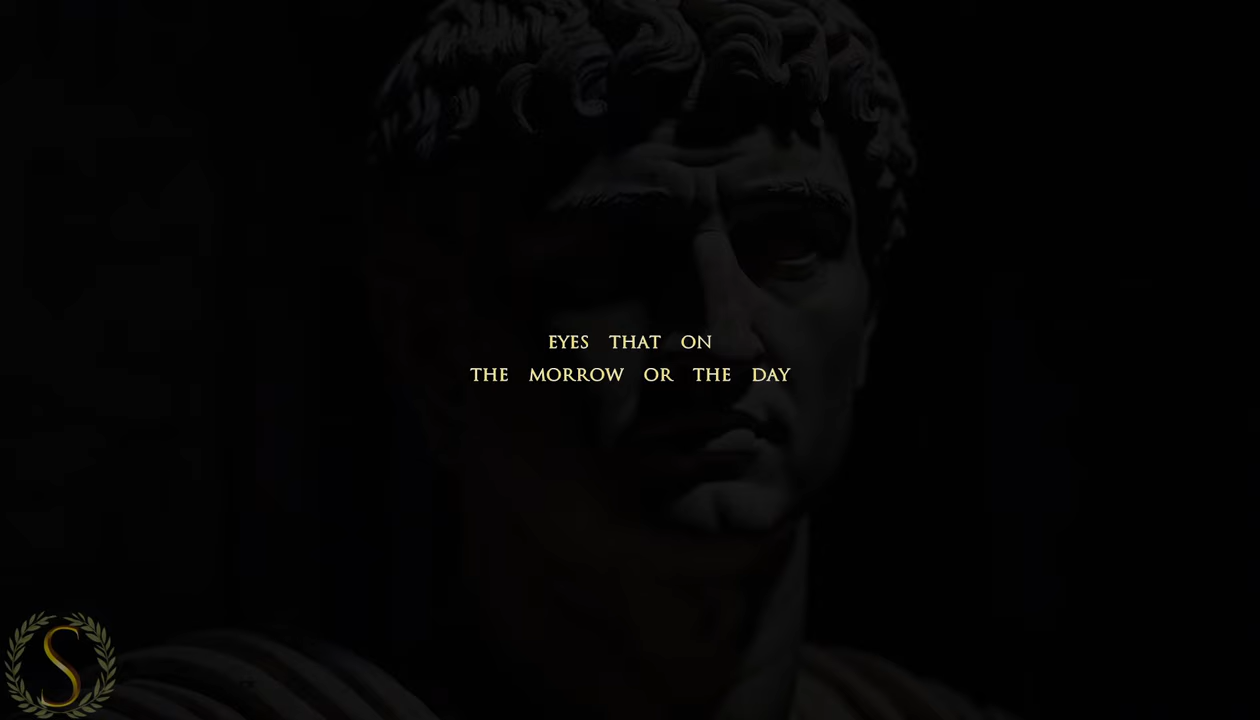 EYES THAT ON
THE MORROW OR THE DAY
S